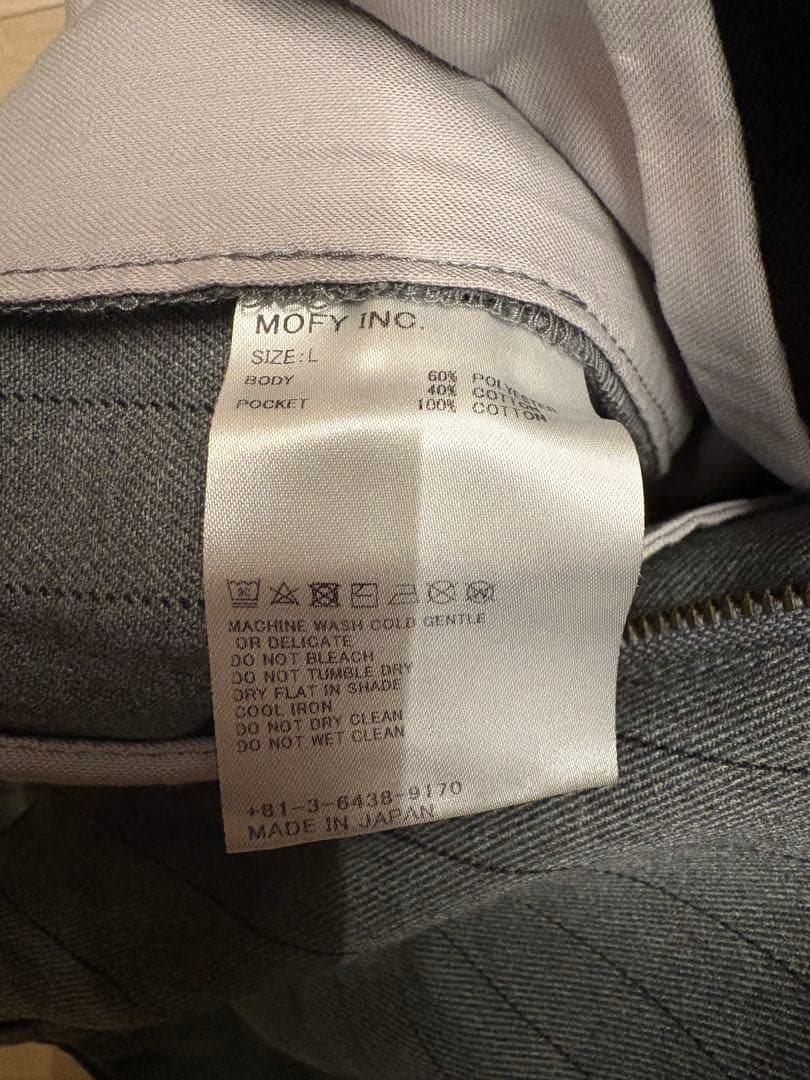 MOFY INC.
SIZE:L
BODY 60% POLYESTER
40% COTTON
POCKET 100% COTTON
30
MACHINE WASH COLD GENTLE
OR DELICATE
DO NOT BLEACH
DO NOT TUMBLE DRY
DRY FLAT IN SHADE
COOL IRON
DO NOT DRY CLEAN
DO NOT WET CLEAN
+81-3-6438-9170
MADE IN JAPAN